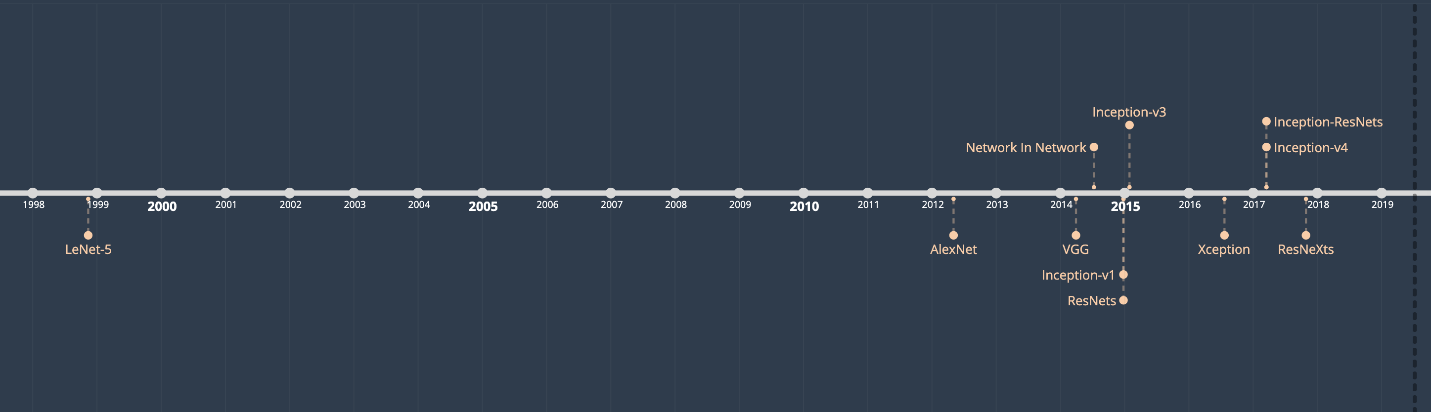 Inception-v3
Inception-ResNets
Network In Network
Inception-v4
1998 1999 2000 2001 2002 2003 2004 2005 2006 2007 2008 2009 2010 2011 2012 2013 2014 2015 2016 2017 2018 2019
LeNet-5 AlexNet VGG Xception ResNeXts
Inception-v1
ResNets